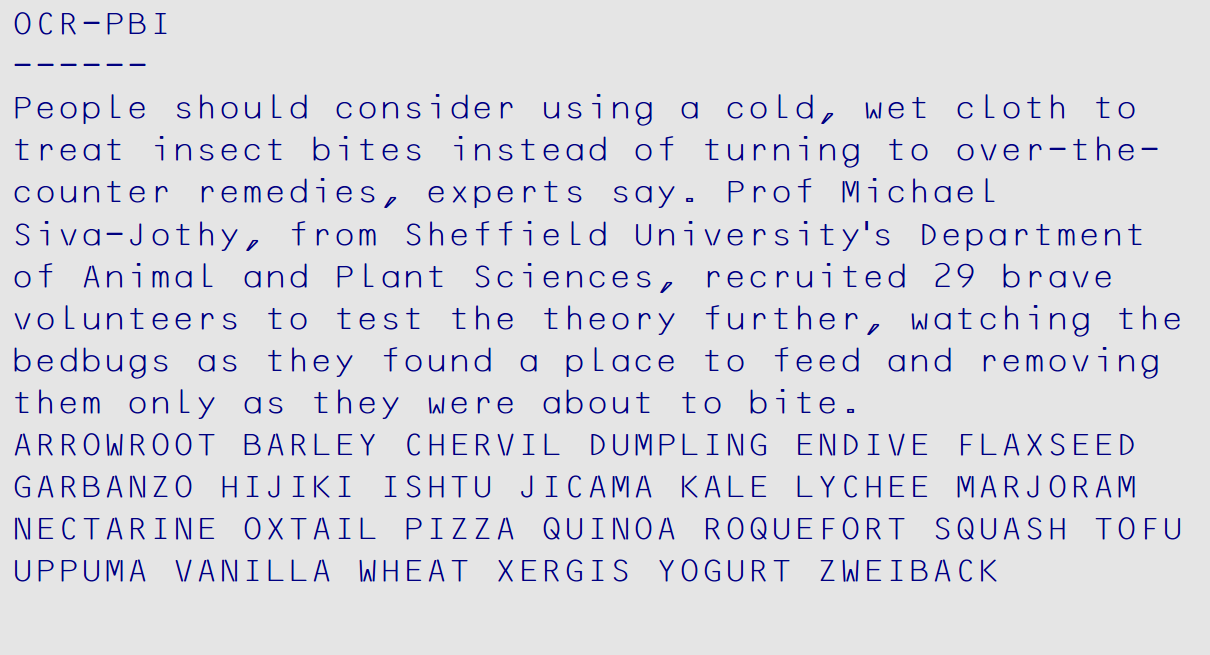 OCR-PBI
------
People should consider using a cold, wet cloth to
treat insect bites instead of turning to over-the-
counter remedies, experts say. Prof Michael
Siva-Jothy, from Sheffield University's Department
of Animal and Plant Sciences, recruited 29 brave
volunteers to test the theory further, watching the
bedbugs as they found a place to feed and removing
them only as they were about to bite.
ARROWROOT BARLEY CHERVIL DUMPLING ENDIVE FLAXSEED
GARBANZO HIJIKI ISHTU JICAMA KALE LYCHEE MARJORAM
NECTARINE OXTAIL PIZZA QUINOA ROQUEFORT SQUASH TOFU
UPPUMA VANILLA WHEAT XERGIS YOGURT ZWEIBACK